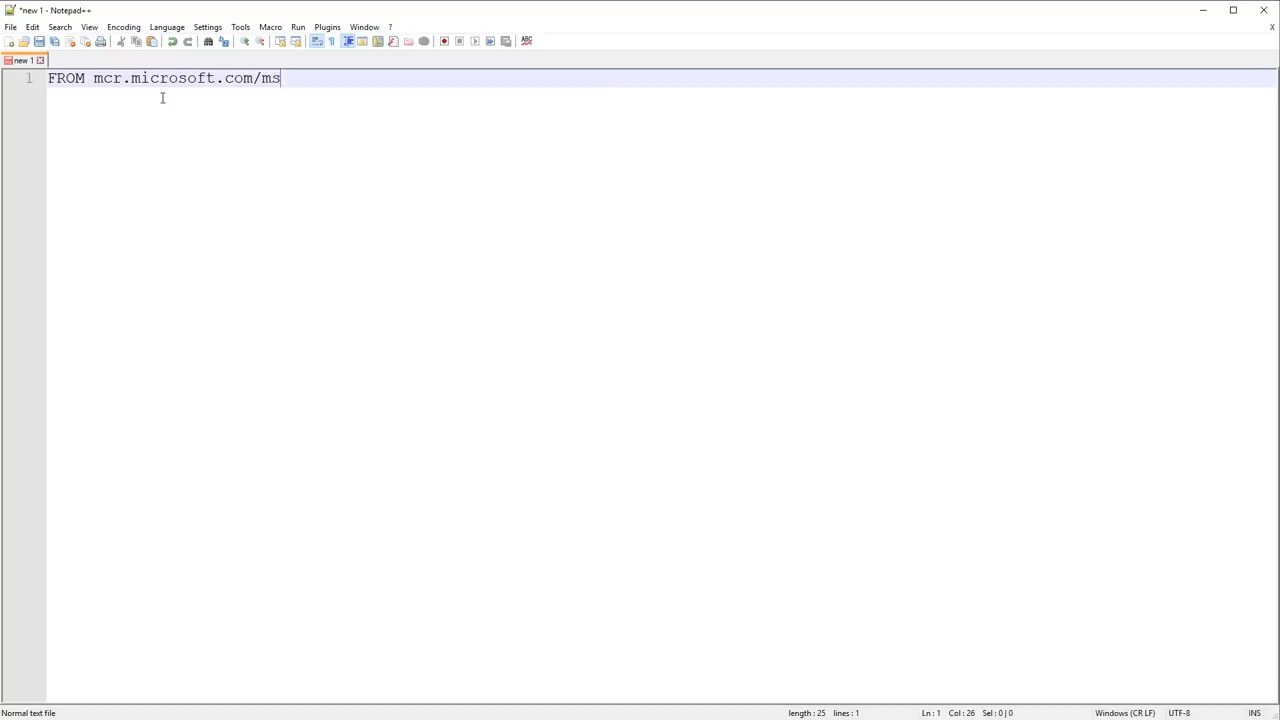 *new 1 - Notepad++
File Edit Search View Encoding Language Settings Tools Macro Run Plugins Window ? X
ABC
new 1
1 FROM mcr.microsoft.com/ms
Normal text file length : 25 lines : 1 Ln : 1 Col : 26 Sel : 0 | 0 Windows (CR LF) UTF-8 INS